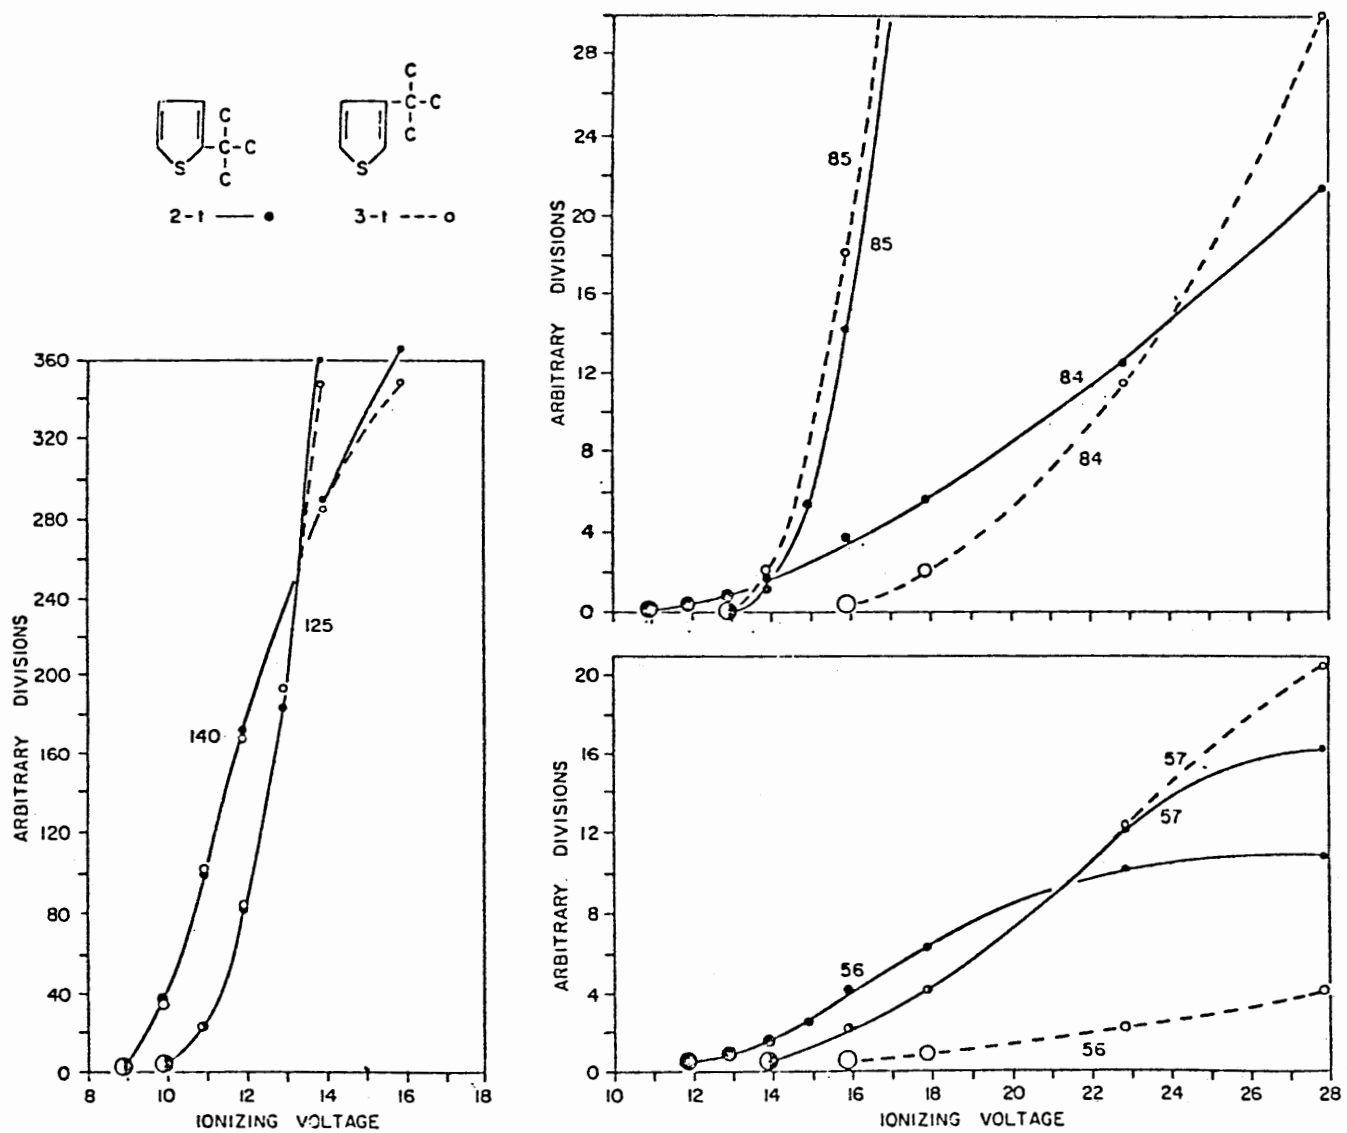 C
C-C
C
S
2-t
C
C-C
C
S
3-t
ARBITRARY DIVISIONS
360
320
280
240
200
160
120
80
40
0
140
125
8 10 12 14 16 18
IONIZING VOLTAGE
ARBITRARY DIVISIONS
28
24
20
16
12
8
4
0
85
85
84
84
ARBITRARY DIVISIONS
20
16
12
8
4
0
57
57
56
56
10 12 14 16 18 20 22 24 26 28
IONIZING VOLTAGE